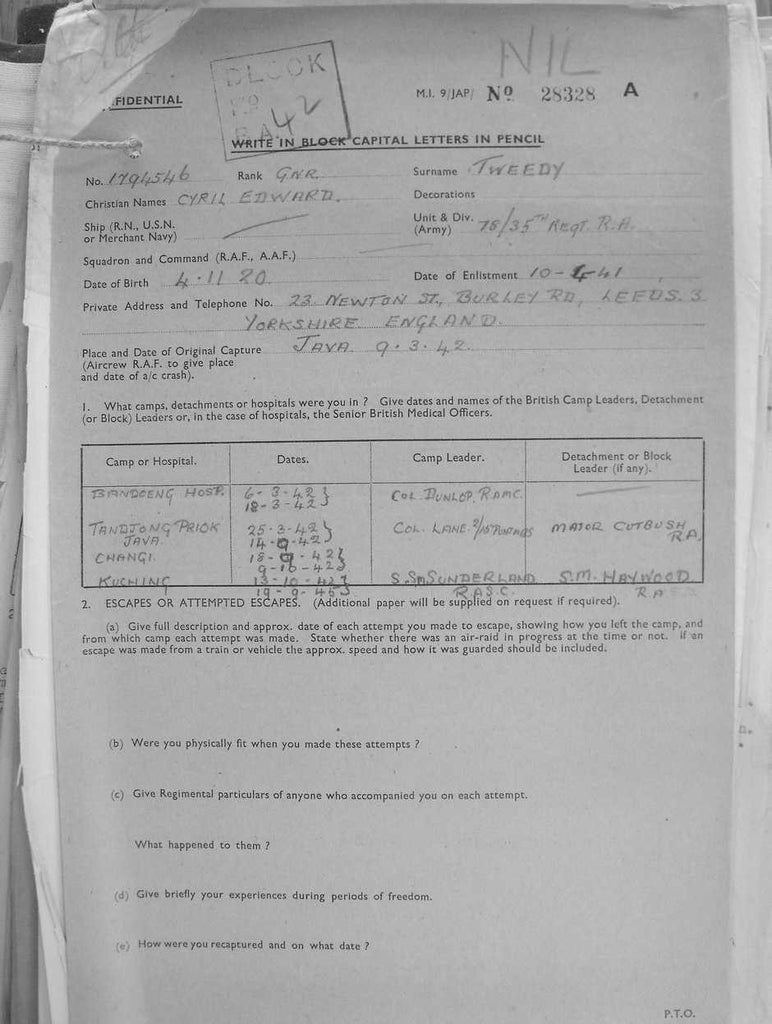 NIL
BLOCK
No
R.A. 42
FIDENTIAL
M.I. 9/JAP/ No 28328 A
WRITE IN BLOCK CAPITAL LETTERS IN PENCIL
No. 1794546 Rank GNR Surname TWEEDY
Christian Names CYRIL EDWARD. Decorations
Ship (R.N., U.S.N.
or Merchant Navy)
Unit & Div. 78/35TH REGT. R.A.
(Army)
Squadron and Command (R.A.F., A.A.F.)
Date of Birth 4.11.20 Date of Enlistment 10-4-41
Private Address and Telephone No. 23 NEWTON ST., BURLEY RD, LEEDS. 3
YORKSHIRE ENGLAND.
Place and Date of Original Capture JAVA. 9.3.42.
(Aircrew R.A.F. to give place
and date of a/c crash).
1. What camps, detachments or hospitals were you in ? Give dates and names of the British Camp Leaders, Detachment
(or Block) Leaders or, in the case of hospitals, the Senior British Medical Officers.
Camp or Hospital. Dates. Camp Leader. Detachment or Block
Leader (if any).
BANDOENG HOSP. 6-3-42} COL. DUNLOP. RAMC.
18-3-42}
TANDJONG PRIOK 25-3-42} COL. LANE. MAJOR CUTBUSH
JAVA. 14-9-42} R.A.
CHANGI. 18-9-42}
9-10-42}
KUCHING 13-10-42} S.SM SUNDERLAND S.M. HAYWOOD.
19-9-45} R.A.S.C. R.A
2. ESCAPES OR ATTEMPTED ESCAPES. (Additional paper will be supplied on request if required).
(a) Give full description and approx. date of each attempt you made to escape, showing how you left the camp, and
from which camp each attempt was made. State whether there was an air-raid in progress at the time or not. If an
escape was made from a train or vehicle the approx. speed and how it was guarded should be included.
(b) Were you physically fit when you made these attempts ?
(c) Give Regimental particulars of anyone who accompanied you on each attempt.
What happened to them ?
(d) Give briefly your experiences during periods of freedom.
(e) How were you recaptured and on what date ?
P.T.O.